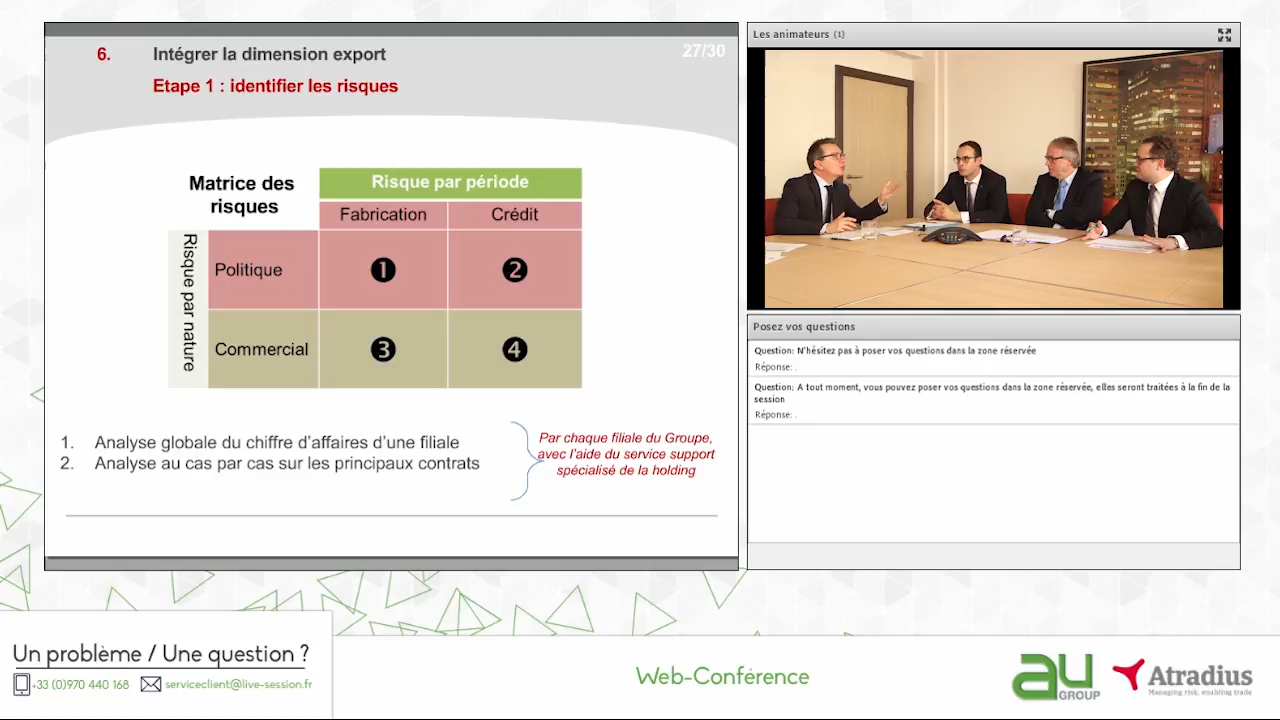 6. Intégrer la dimension export
27/30
Etape 1 : identifier les risques
Matrice des
risques
Risque par période
Fabrication
Crédit
Risque par nature
Politique
❶
❷
Commercial
❸
❹
1. Analyse globale du chiffre d'affaires d'une filiale
2. Analyse au cas par cas sur les principaux contrats
Par chaque filiale du Groupe,
avec l'aide du service support
spécialisé de la holding
Les animateurs (1)
Posez vos questions
Question: N'hésitez pas à poser vos questions dans la zone réservée
Réponse: .
Question: A tout moment, vous pouvez poser vos questions dans la zone réservée, elles seront traitées à la fin de la
session
Réponse: .
Un problème / Une question ?
+33 (0)970 440 168
serviceclient@live-session.fr
Web-Conférence
au
GROUP
Atradius
Managing risk, enabling trade